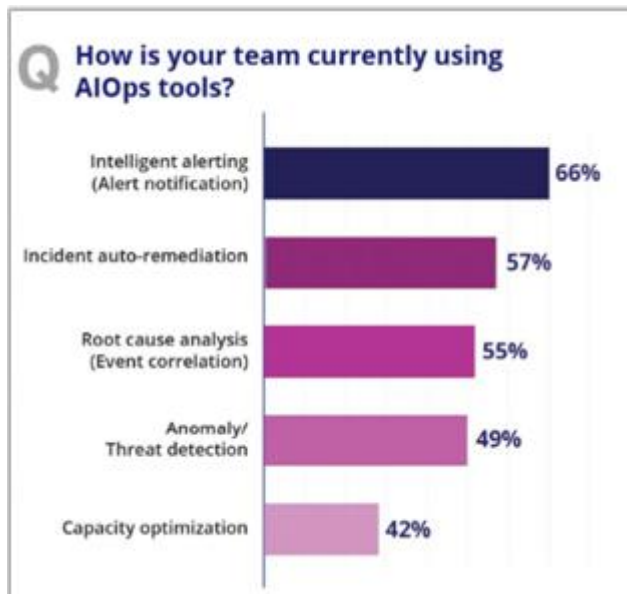 Q How is your team currently using
AIOps tools?
Intelligent alerting
(Alert notification)
66%
Incident auto-remediation
57%
Root cause analysis
(Event correlation)
55%
Anomaly/
Threat detection
49%
Capacity optimization
42%